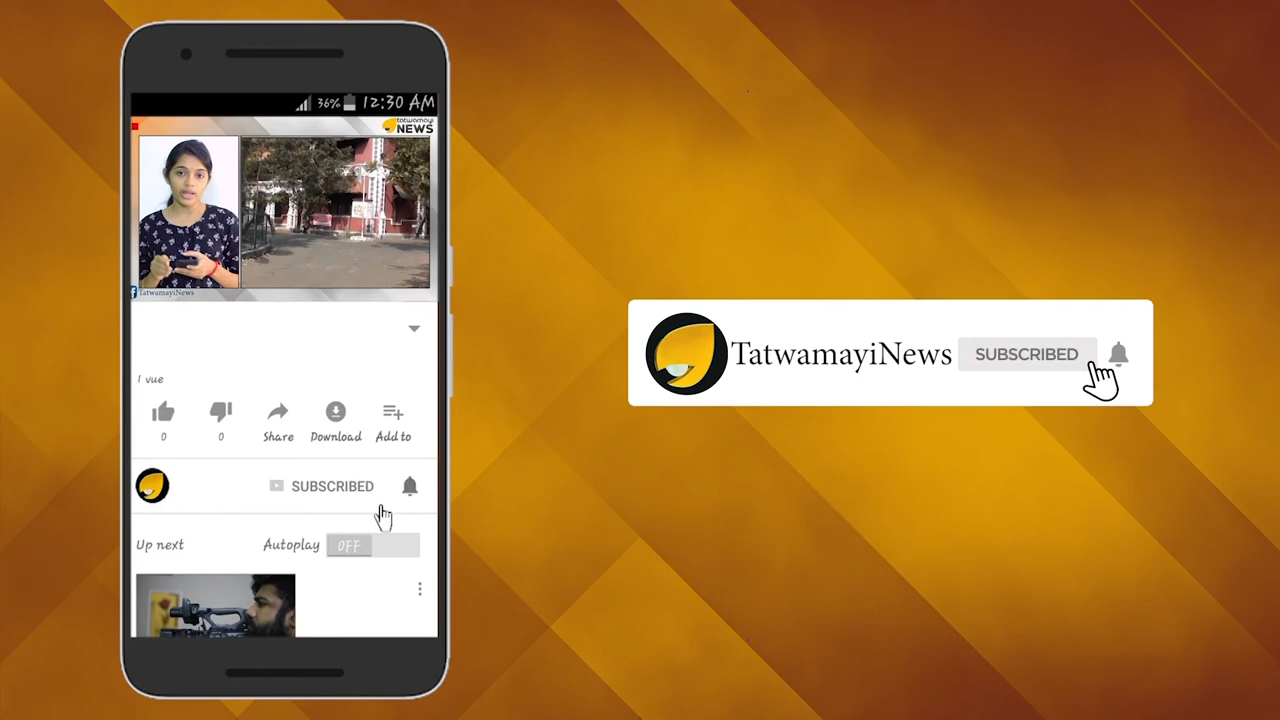 36% 12:30 AM
tatwamayi
NEWS
TatwamayiNews
1 vue
0 0 Share Download Add to
SUBSCRIBED
Up next Autoplay OFF
TatwamayiNews SUBSCRIBED